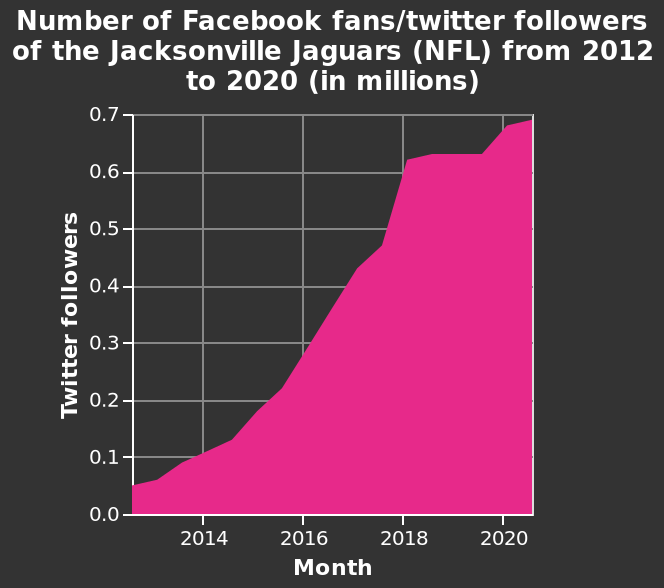 Number of Facebook fans/twitter followers
of the Jacksonville Jaguars (NFL) from 2012
to 2020 (in millions)
0.7
0.6
0.5
0.4
0.3
0.2
0.1
0.0
Twitter followers
2014 2016 2018 2020
Month